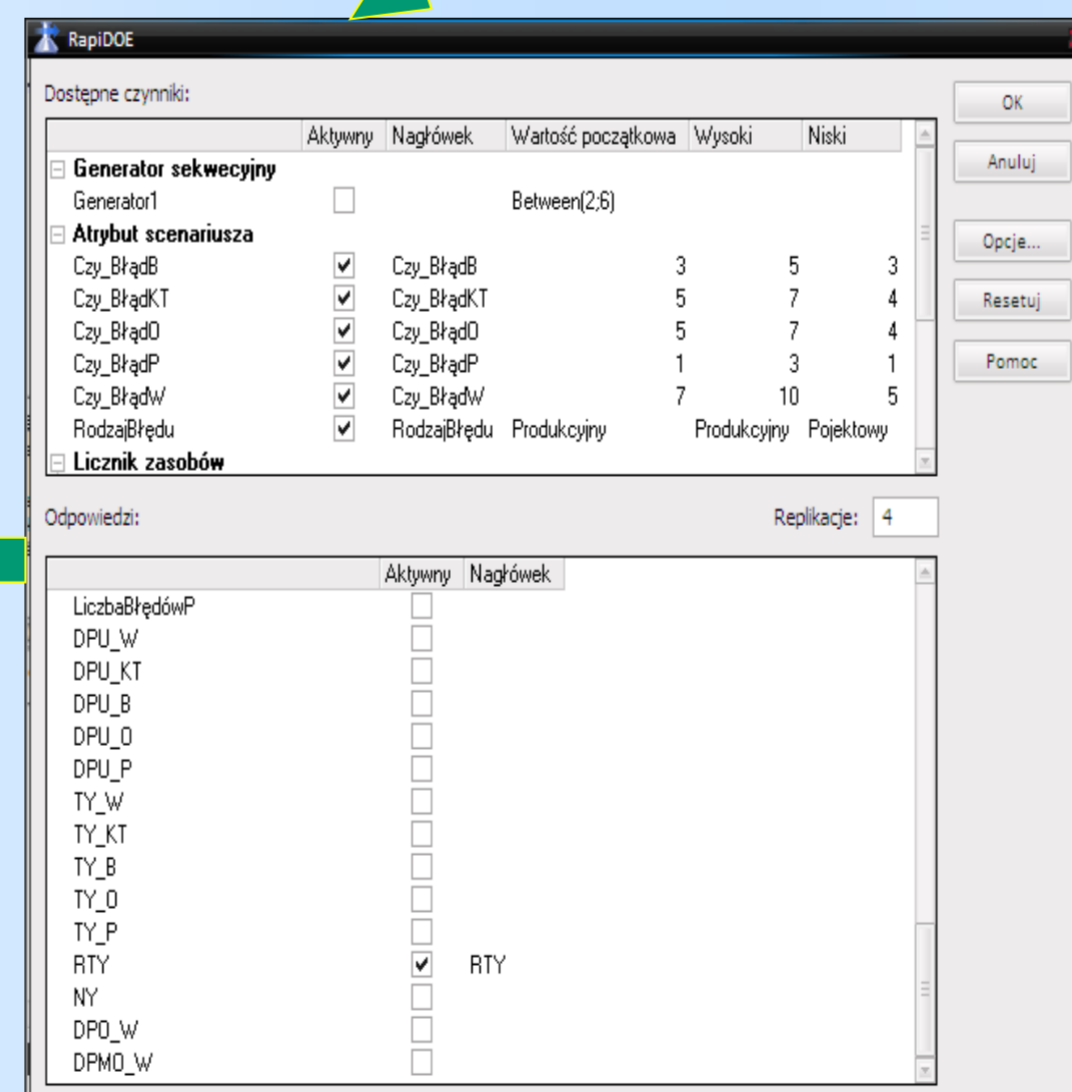 RapiDOE
Dostępne czynniki:
OK
Aktywny Nagłówek Wartość początkowa Wysoki Niski
Generator sekwecyjny
Anuluj
Generator1 Between(2;6)
Atrybut scenariusza
Opcje...
Czy_BłądB Czy_BłądB 3 5 3
Czy_BłądKT Czy_BłądKT 5 7 4
Resetuj
Czy_BłądO Czy_BłądO 5 7 4
Czy_BłądP Czy_BłądP 1 3 1
Pomoc
Czy_BłądW Czy_BłądW 7 10 5
RodzajBłędu RodzajBłędu Produkcyjny Produkcyjny Pojektowy
Licznik zasobów
Odpowiedzi: Replikacje: 4
Aktywny Nagłówek
LiczbaBłędówP
DPU_W
DPU_KT
DPU_B
DPU_O
DPU_P
TY_W
TY_KT
TY_B
TY_O
TY_P
RTY RTY
NY
DPO_W
DPMO_W